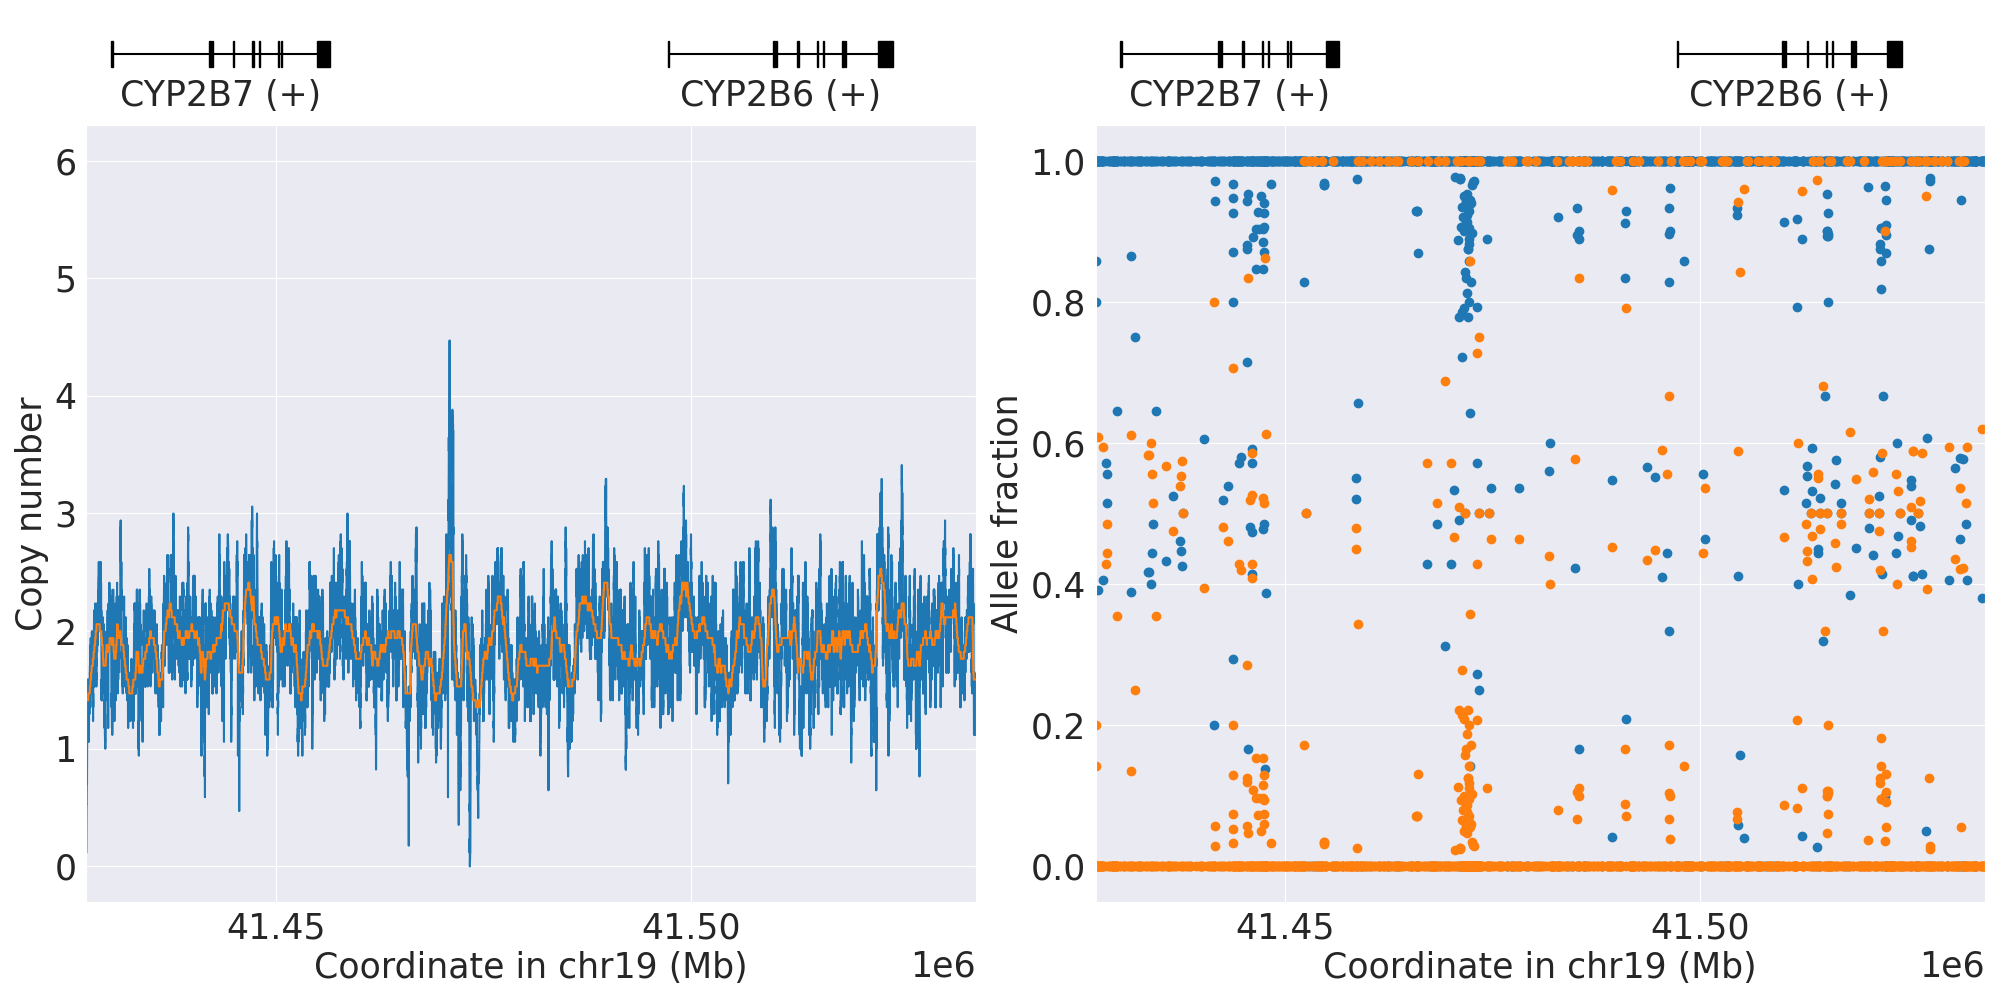 CYP2B7 (+)
CYP2B6 (+)
6
5
4
3
2
1
0
Copy number
41.45
41.50
Coordinate in chr19 (Mb)
1e6
CYP2B7 (+)
CYP2B6 (+)
1.0
0.8
0.6
0.4
0.2
0.0
Allele fraction
41.45
41.50
Coordinate in chr19 (Mb)
1e6